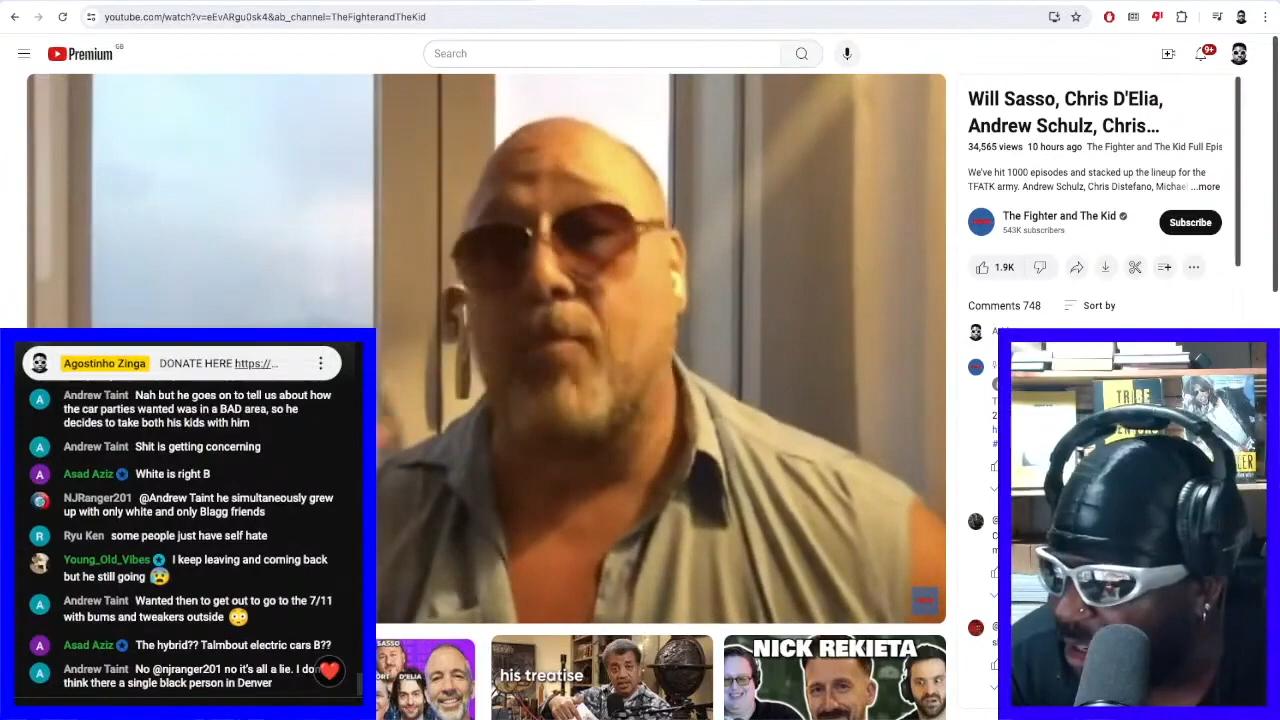 youtube.com/watch?v=eEvARgu0sk4&ab_channel=TheFighterandTheKid
Premium GB
Search
9+
Will Sasso, Chris D'Elia,
Andrew Schulz, Chris...
34,565 views 10 hours ago The Fighter and The Kid Full Epis
We've hit 1000 episodes and stacked up the lineup for the
TFATK army. Andrew Schulz, Chris Distefano, Michael ...more
The Fighter and The Kid
543K subscribers
Subscribe
1.9K
Comments 748 Sort by
Agostinho Zinga DONATE HERE https://...
Andrew Taint Nah but he goes on to tell us about how
the car parties wanted was in a BAD area, so he
decides to take both his kids with him
Andrew Taint Shit is getting concerning
Asad Aziz White is right B
NJRanger201 @Andrew Taint he simultaneously grew
up with only white and only Blagg friends
Ryu Ken some people just have self hate
Young_Old_Vibes I keep leaving and coming back
but he still going
Andrew Taint Wanted then to get out to go to the 7/11
with bums and tweakers outside
Asad Aziz The hybrid?? Talmbout electric cars B??
Andrew Taint No @njranger201 no it's all a lie. I don
think there a single black person in Denver
SASSO
D'ELIA
his treatise
NICK REKIETA
TRIBE